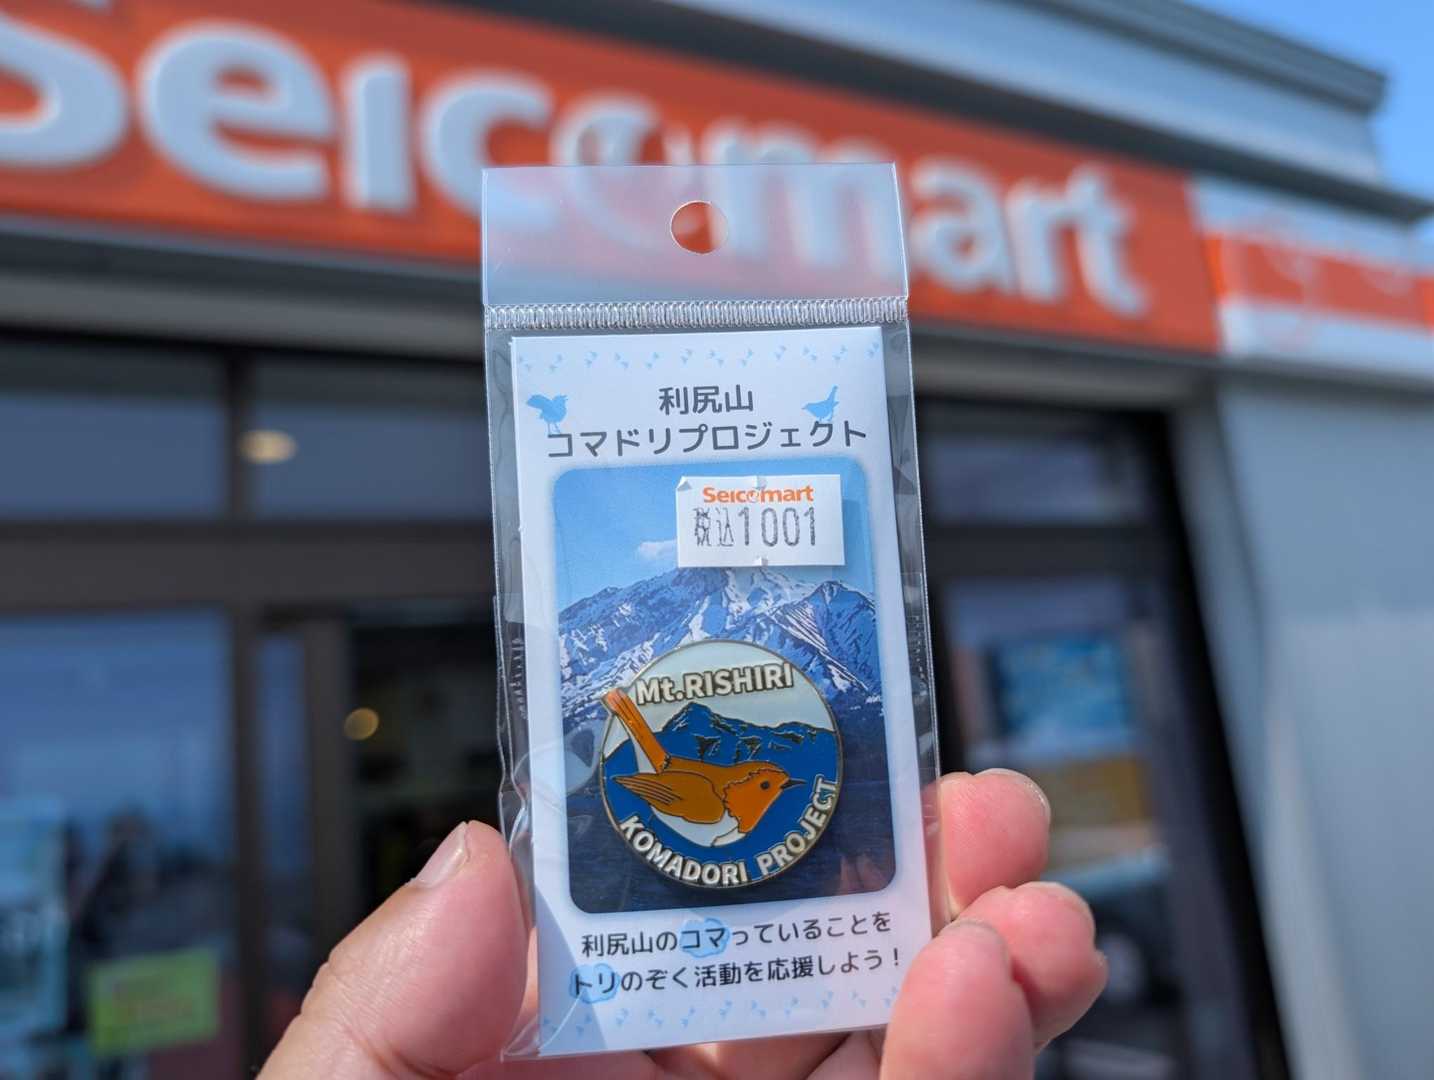 Seicomart
利尻山
コマドリプロジェクト
Seicomart
税込1001
Mt.RISHIRI
KOMADORI PROJECT
利尻山のコマっていることを
トリのぞく活動を応援しよう!